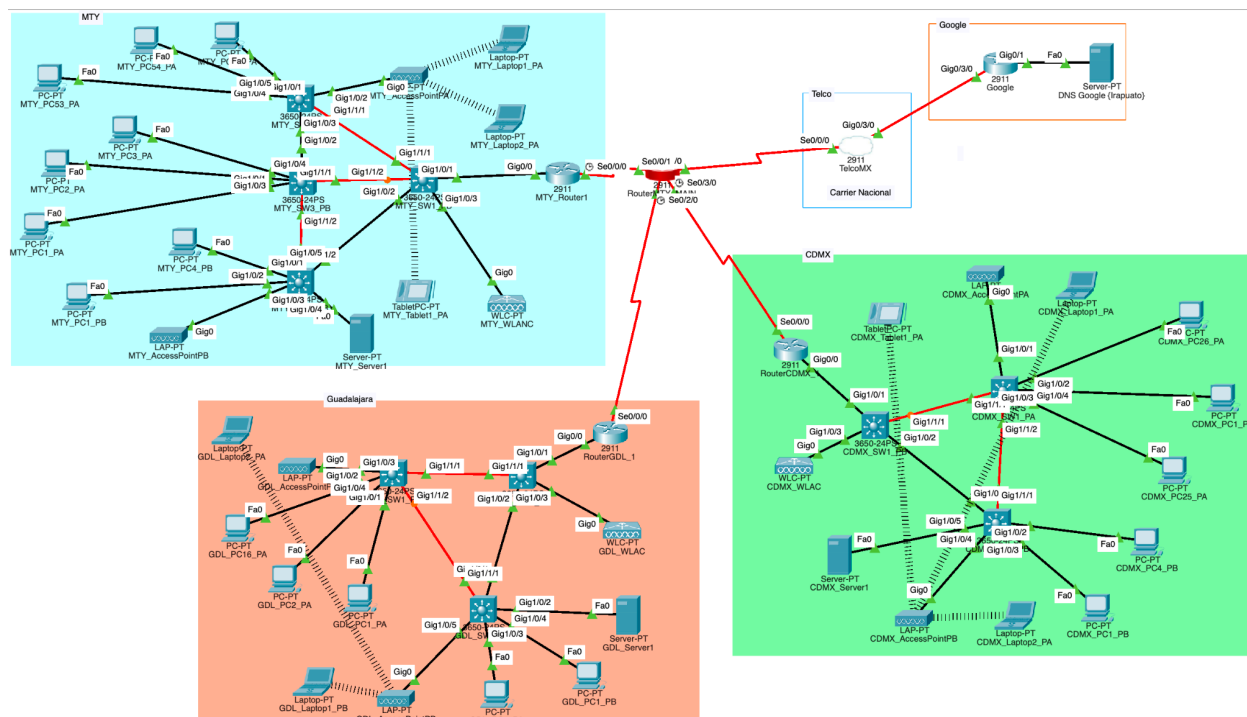 MTY
PC-PT
MTY_PC54_PA
Fa0
Fa0
Fa0
PC-PT
MTY_PC53_PA
Gig1/0/5
Gig1/0/4
Gig1/0/1
Gig1/0/2
Gig1/1/1
Gig1/0/3
Gig1/0/2
3650-24PS
Gig0
MTY_AccessPointPA
Laptop-PT
MTY_Laptop1_PA
Laptop-PT
MTY_Laptop2_PA
Fa0
PC-PT
MTY_PC3_PA
Fa0
MTY_PC2_PA
Fa0
PC-PT
MTY_PC1_PA
Gig1/0/4
Gig1/0/3
Gig1/1/1
Gig1/1/2
3650-24PS
MTY_SW3_PB
Gig1/1/2
Gig1/1/1
Gig1/0/1
Gig1/0/2
Gig1/0/3
Gig0/0
Se0/0/0
2911
MTY_Router1
Fa0
PC-PT
MTY_PC4_PB
Fa0
PC-PT
MTY_PC1_PB
Gig1/0/5
Gig1/0/2
Gig1/0/3
Gig1/0/4
Gig0
LAP-PT
MTY_AccessPointPB
Server-PT
MTY_Server1
TabletPC-PT
MTY_Tablet1_PA
Gig0
WLC-PT
MTY_WLANC
Se0/0/1
/0
Se0/3/0
Se0/2/0
Telco
Se0/0/0
Gig0/3/0
2911
TelcoMX
Carrier Nacional
Google
Gig0/3/0
Gig0/1
Fa0
2911
Google
Server-PT
DNS Google {Irapuato}
CDMX
LAP-PT
Gig0
Laptop-PT
CDMX_Laptop1_PA
TabletPC-PT
CDMX_Tablet1_PA
Se0/0/0
Gig0/0
2911
RouterCDMX_
Gig1/0/1
Gig1/0/3
Gig1/1/1
Gig1/0/2
3650-24PS
CDMX_SW1_PB
Gig0
WLC-PT
CDMX_WLAC
Gig1/0/1
Gig1/0/2
Gig1/0/3
Gig1/0/4
CDMX_SW1_PA
Gig1/1/2
Fa0
PC-PT
CDMX_PC26_PA
Fa0
PC-PT
CDMX_PC1_P
Fa0
PC-PT
CDMX_PC25_PA
Gig1/1/1
Gig1/0/5
Gig1/0/4
Gig1/0/2
Gig1/0/3
Fa0
Server-PT
CDMX_Server1
Fa0
PC-PT
CDMX_PC4_PB
Fa0
PC-PT
CDMX_PC1_PB
Gig0
LAP-PT
CDMX_AccessPointPB
Laptop-PT
CDMX_Laptop2_PA
Guadalajara
Laptop-PT
GDL_Laptop2_PA
Gig0
LAP-PT
Gig1/0/3
Gig1/0/2
Gig1/0/4
Gig1/0/1
Gig1/1/1
Gig1/1/2
Gig1/1/1
Gig1/0/1
Gig1/0/2
Gig1/0/3
Gig0/0
Se0/0/0
2911
RouterGDL_1
Gig0
WLC-PT
GDL_WLAC
Fa0
PC-PT
GDL_PC16_PA
Fa0
PC-PT
GDL_PC2_PA
Fa0
PC-PT
GDL_PC1_PA
Gig1/1/1
Gig1/0/2
Gig1/0/4
Gig1/0/3
Gig1/0/5
Fa0
Server-PT
GDL_Server1
Fa0
PC-PT
GDL_PC1_PB
Fa0
PC-PT
Gig0
LAP-PT
Laptop-PT
GDL_Laptop1_PB